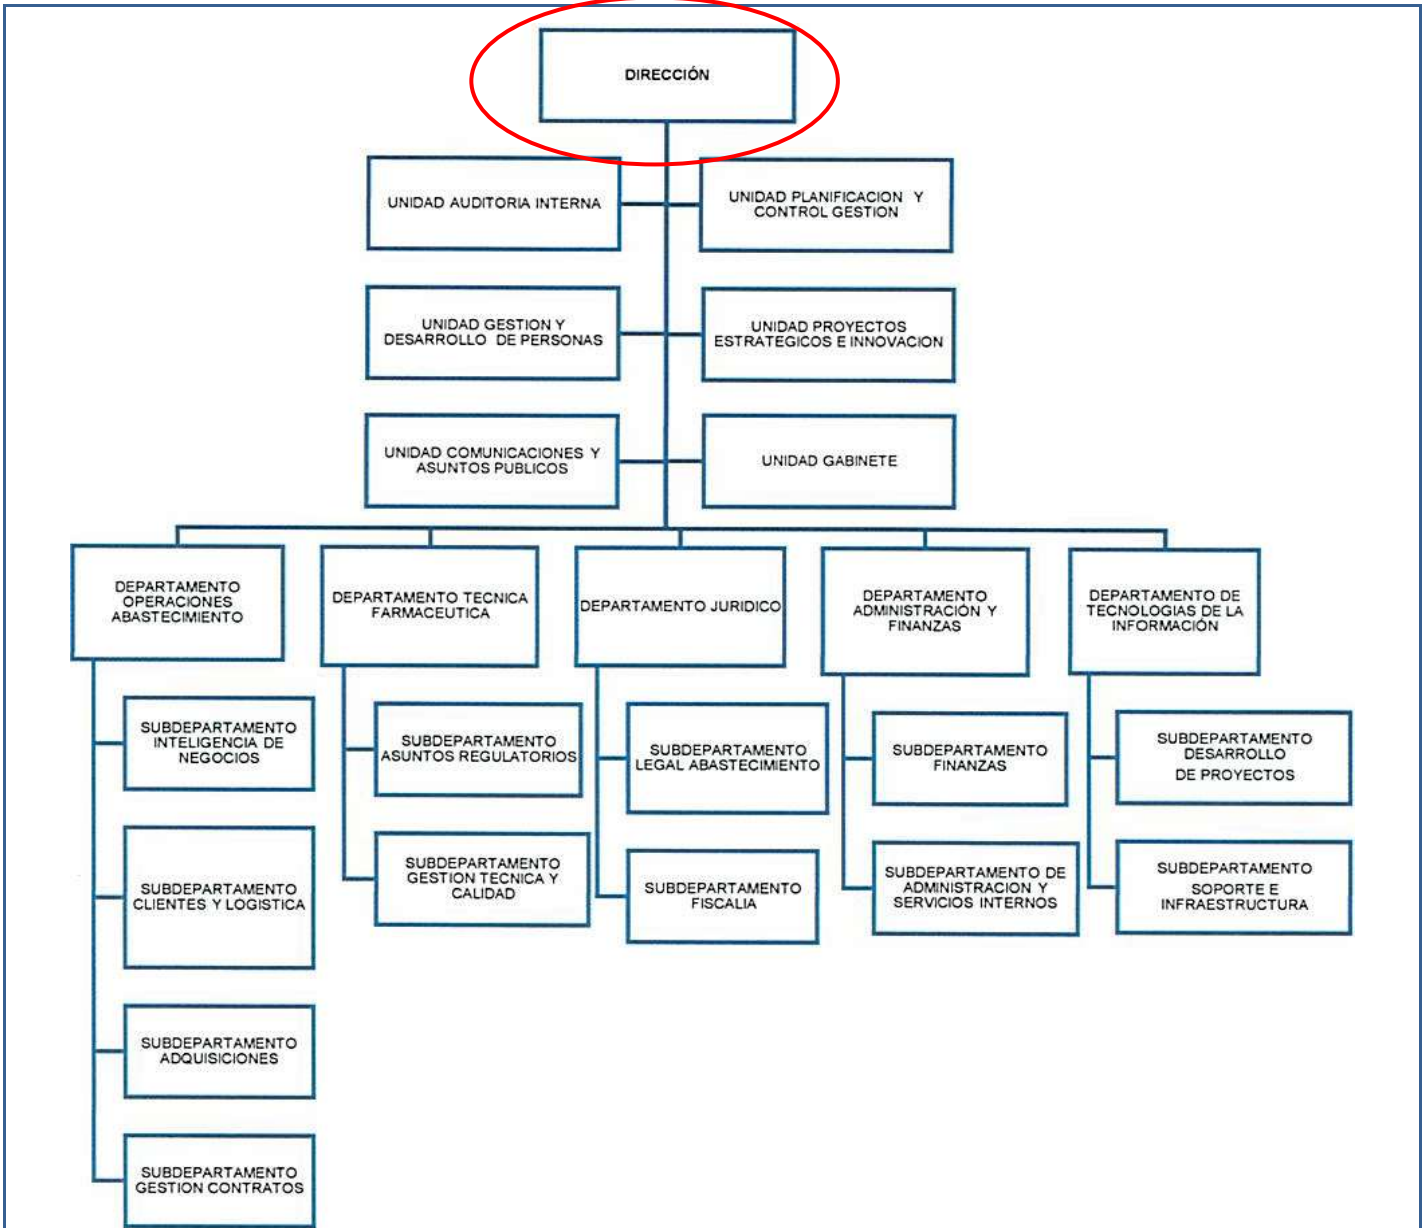 DIRECCIÓN
UNIDAD AUDITORIA INTERNA
UNIDAD PLANIFICACION Y
CONTROL GESTION
UNIDAD GESTION Y
DESARROLLO DE PERSONAS
UNIDAD PROYECTOS
ESTRATEGICOS E INNOVACION
UNIDAD COMUNICACIONES Y
ASUNTOS PUBLICOS
UNIDAD GABINETE
DEPARTAMENTO
OPERACIONES
ABASTECIMIENTO
DEPARTAMENTO TECNICA
FARMACEUTICA
DEPARTAMENTO JURIDICO
DEPARTAMENTO
ADMINISTRACIÓN Y
FINANZAS
DEPARTAMENTO DE
TECNOLOGIAS DE LA
INFORMACIÓN
SUBDEPARTAMENTO
INTELIGENCIA DE
NEGOCIOS
SUBDEPARTAMENTO
CLIENTES Y LOGISTICA
SUBDEPARTAMENTO
ADQUISICIONES
SUBDEPARTAMENTO
GESTION CONTRATOS
SUBDEPARTAMENTO
ASUNTOS REGULATORIOS
SUBDEPARTAMENTO
GESTION TECNICA Y
CALIDAD
SUBDEPARTAMENTO
LEGAL ABASTECIMIENTO
SUBDEPARTAMENTO
FISCALIA
SUBDEPARTAMENTO
FINANZAS
SUBDEPARTAMENTO DE
ADMINISTRACION Y
SERVICIOS INTERNOS
SUBDEPARTAMENTO
DESARROLLO
DE PROYECTOS
SUBDEPARTAMENTO
SOPORTE E
INFRAESTRUCTURA